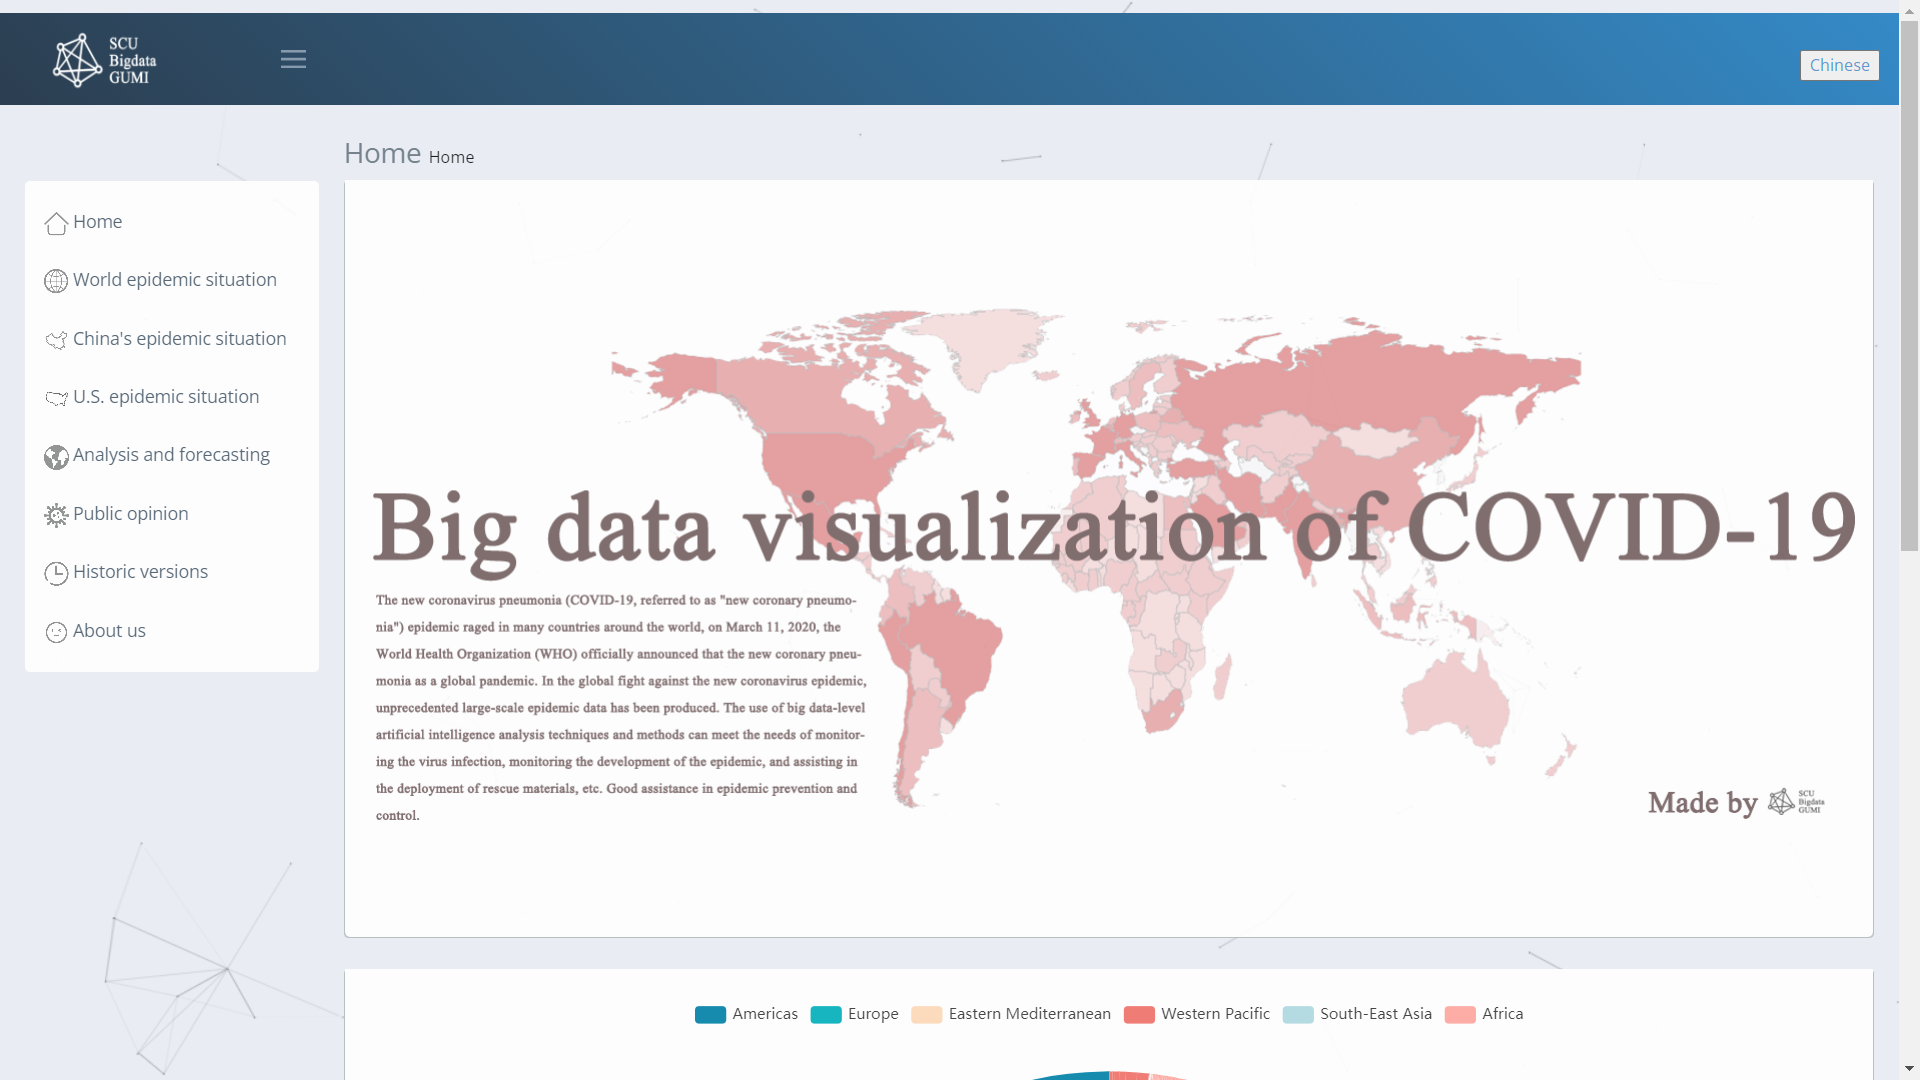 SCU
Bigdata
GUMI
Chinese
Home Home
Home
World epidemic situation
China's epidemic situation
U.S. epidemic situation
Analysis and forecasting
Public opinion
Historic versions
About us
Big data visualization of COVID-19
The new coronavirus pneumonia (COVID-19, referred to as "new coronary pneumo-
nia") epidemic raged in many countries around the world, on March 11, 2020, the
World Health Organization (WHO) officially announced that the new coronary pneu-
monia as a global pandemic. In the global fight against the new coronavirus epidemic,
unprecedented large-scale epidemic data has been produced. The use of big data-level
artificial intelligence analysis techniques and methods can meet the needs of monitor-
ing the virus infection, monitoring the development of the epidemic, and assisting in
the deployment of rescue materials, etc. Good assistance in epidemic prevention and
control.
Made by
SCU
Bigdata
GUMI
Americas Europe Eastern Mediterranean Western Pacific South-East Asia Africa